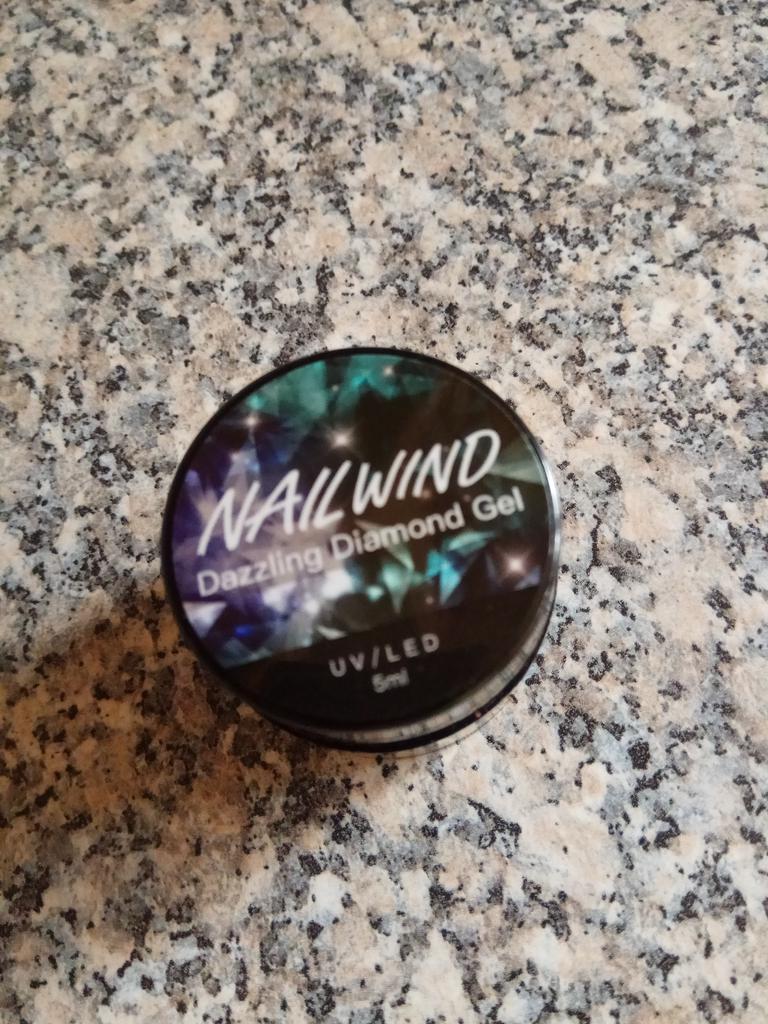 NAILWIND
Dazzling Diamond Gel
UV/LED
5ml